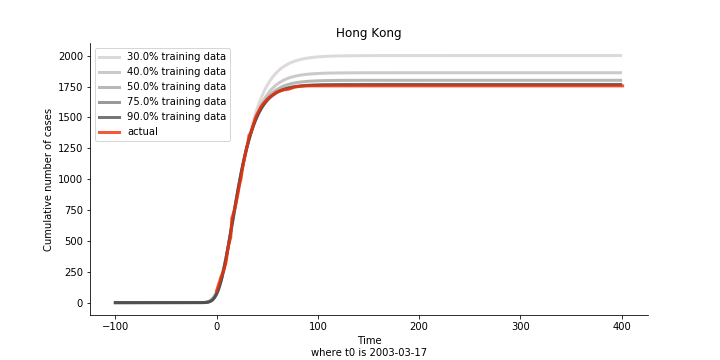 Hong Kong
2000
1750
1500
1250
1000
750
500
250
0
Cumulative number of cases
30.0% training data
40.0% training data
50.0% training data
75.0% training data
90.0% training data
actual
−100
0
100
200
300
400
Time
where t0 is 2003-03-17